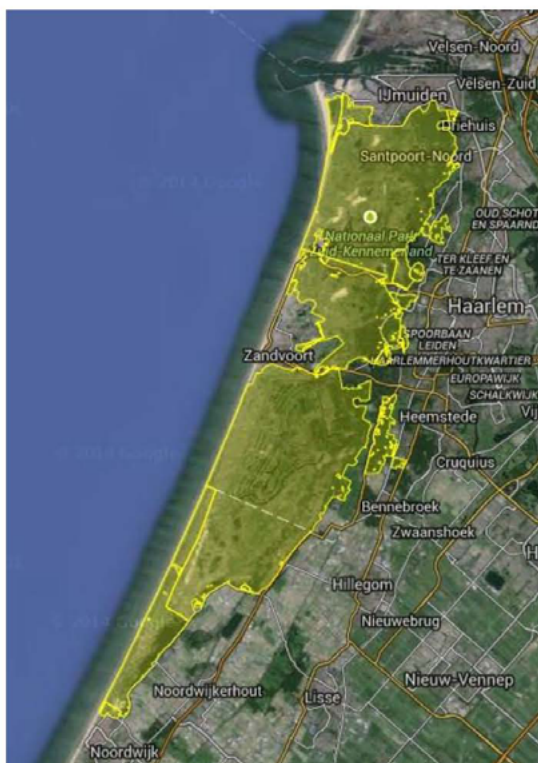 Velsen-Noord
Velsen-Zuid
IJmuiden
Driehuis
Santpoort-Noord
OUD SCHOT
EN SPAARND
Nationaal Park
Zuid-Kennemerland
TER KLEEF EN
TE ZAANEN
Haarlem
SPOORBAAN
LEIDEN
Zandvoort
HAARLEMMERHOUTKWARTIER
EUROPAWIJK
SCHALKWIJK
Heemstede
Vij
Cruquius
Bennebroek
Zwaanshoek
H
Hillegom
Nieuwebrug
Nieuw-Vennep
Noordwijkerhout
Lisse
Noordwijk